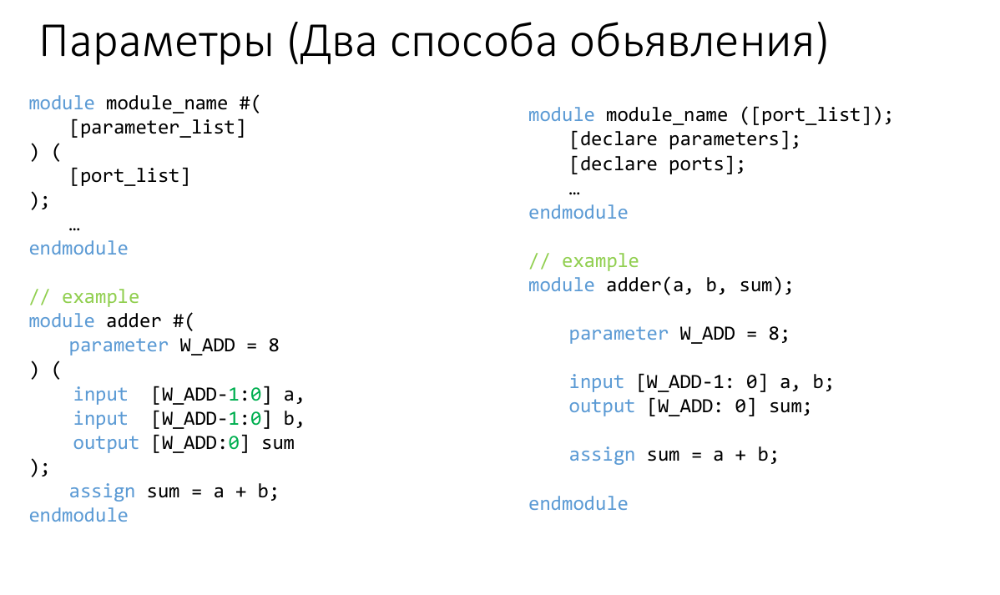 Параметры (Два способа обьявления)
module module_name #(
[parameter_list]
) (
[port_list]
);
…
endmodule
// example
module adder #(
parameter W_ADD = 8
) (
input  [W_ADD-1:0] a,
input  [W_ADD-1:0] b,
output [W_ADD:0] sum
);
assign sum = a + b;
endmodule
module module_name ([port_list]);
[declare parameters];
[declare ports];
…
endmodule
// example
module adder(a, b, sum);
parameter W_ADD = 8;
input [W_ADD-1: 0] a, b;
output [W_ADD: 0] sum;
assign sum = a + b;
endmodule